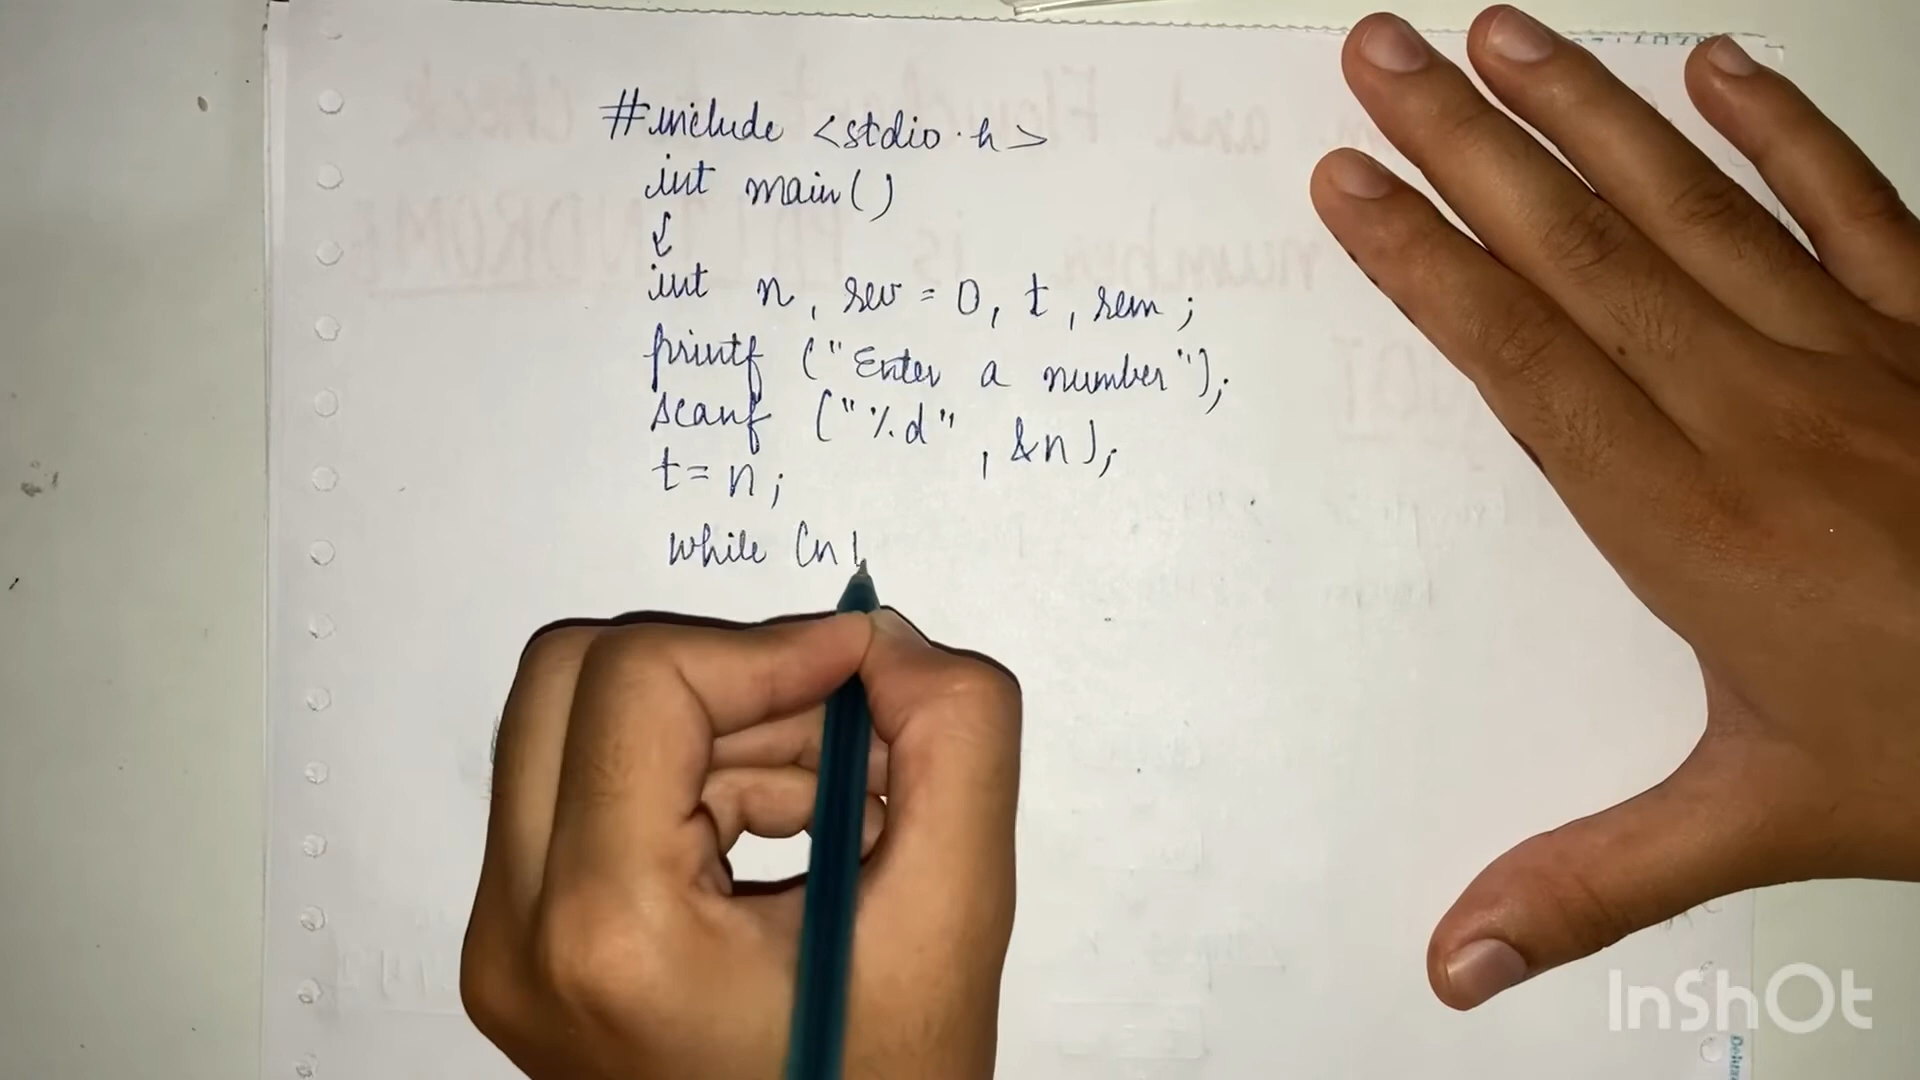 #include <stdio.h>
int main()
{
int n, rev = 0, t, rem;
printf ("Enter a number");
scanf ("%d", &n);
t = n;
while (n !
InShOt